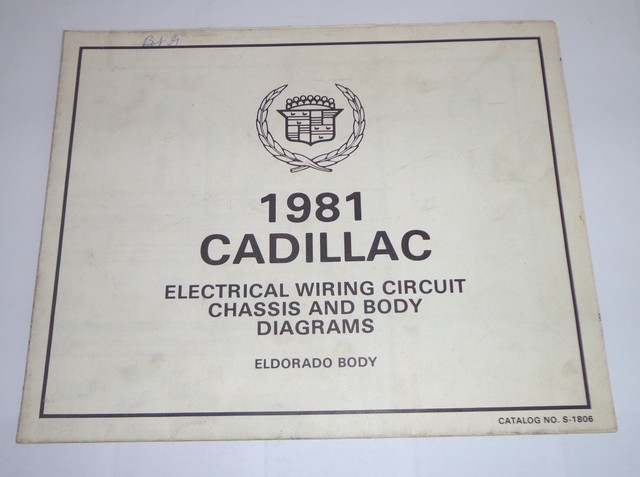 1981
CADILLAC
ELECTRICAL WIRING CIRCUIT
CHASSIS AND BODY
DIAGRAMS
ELDORADO BODY
CATALOG NO. S-1806